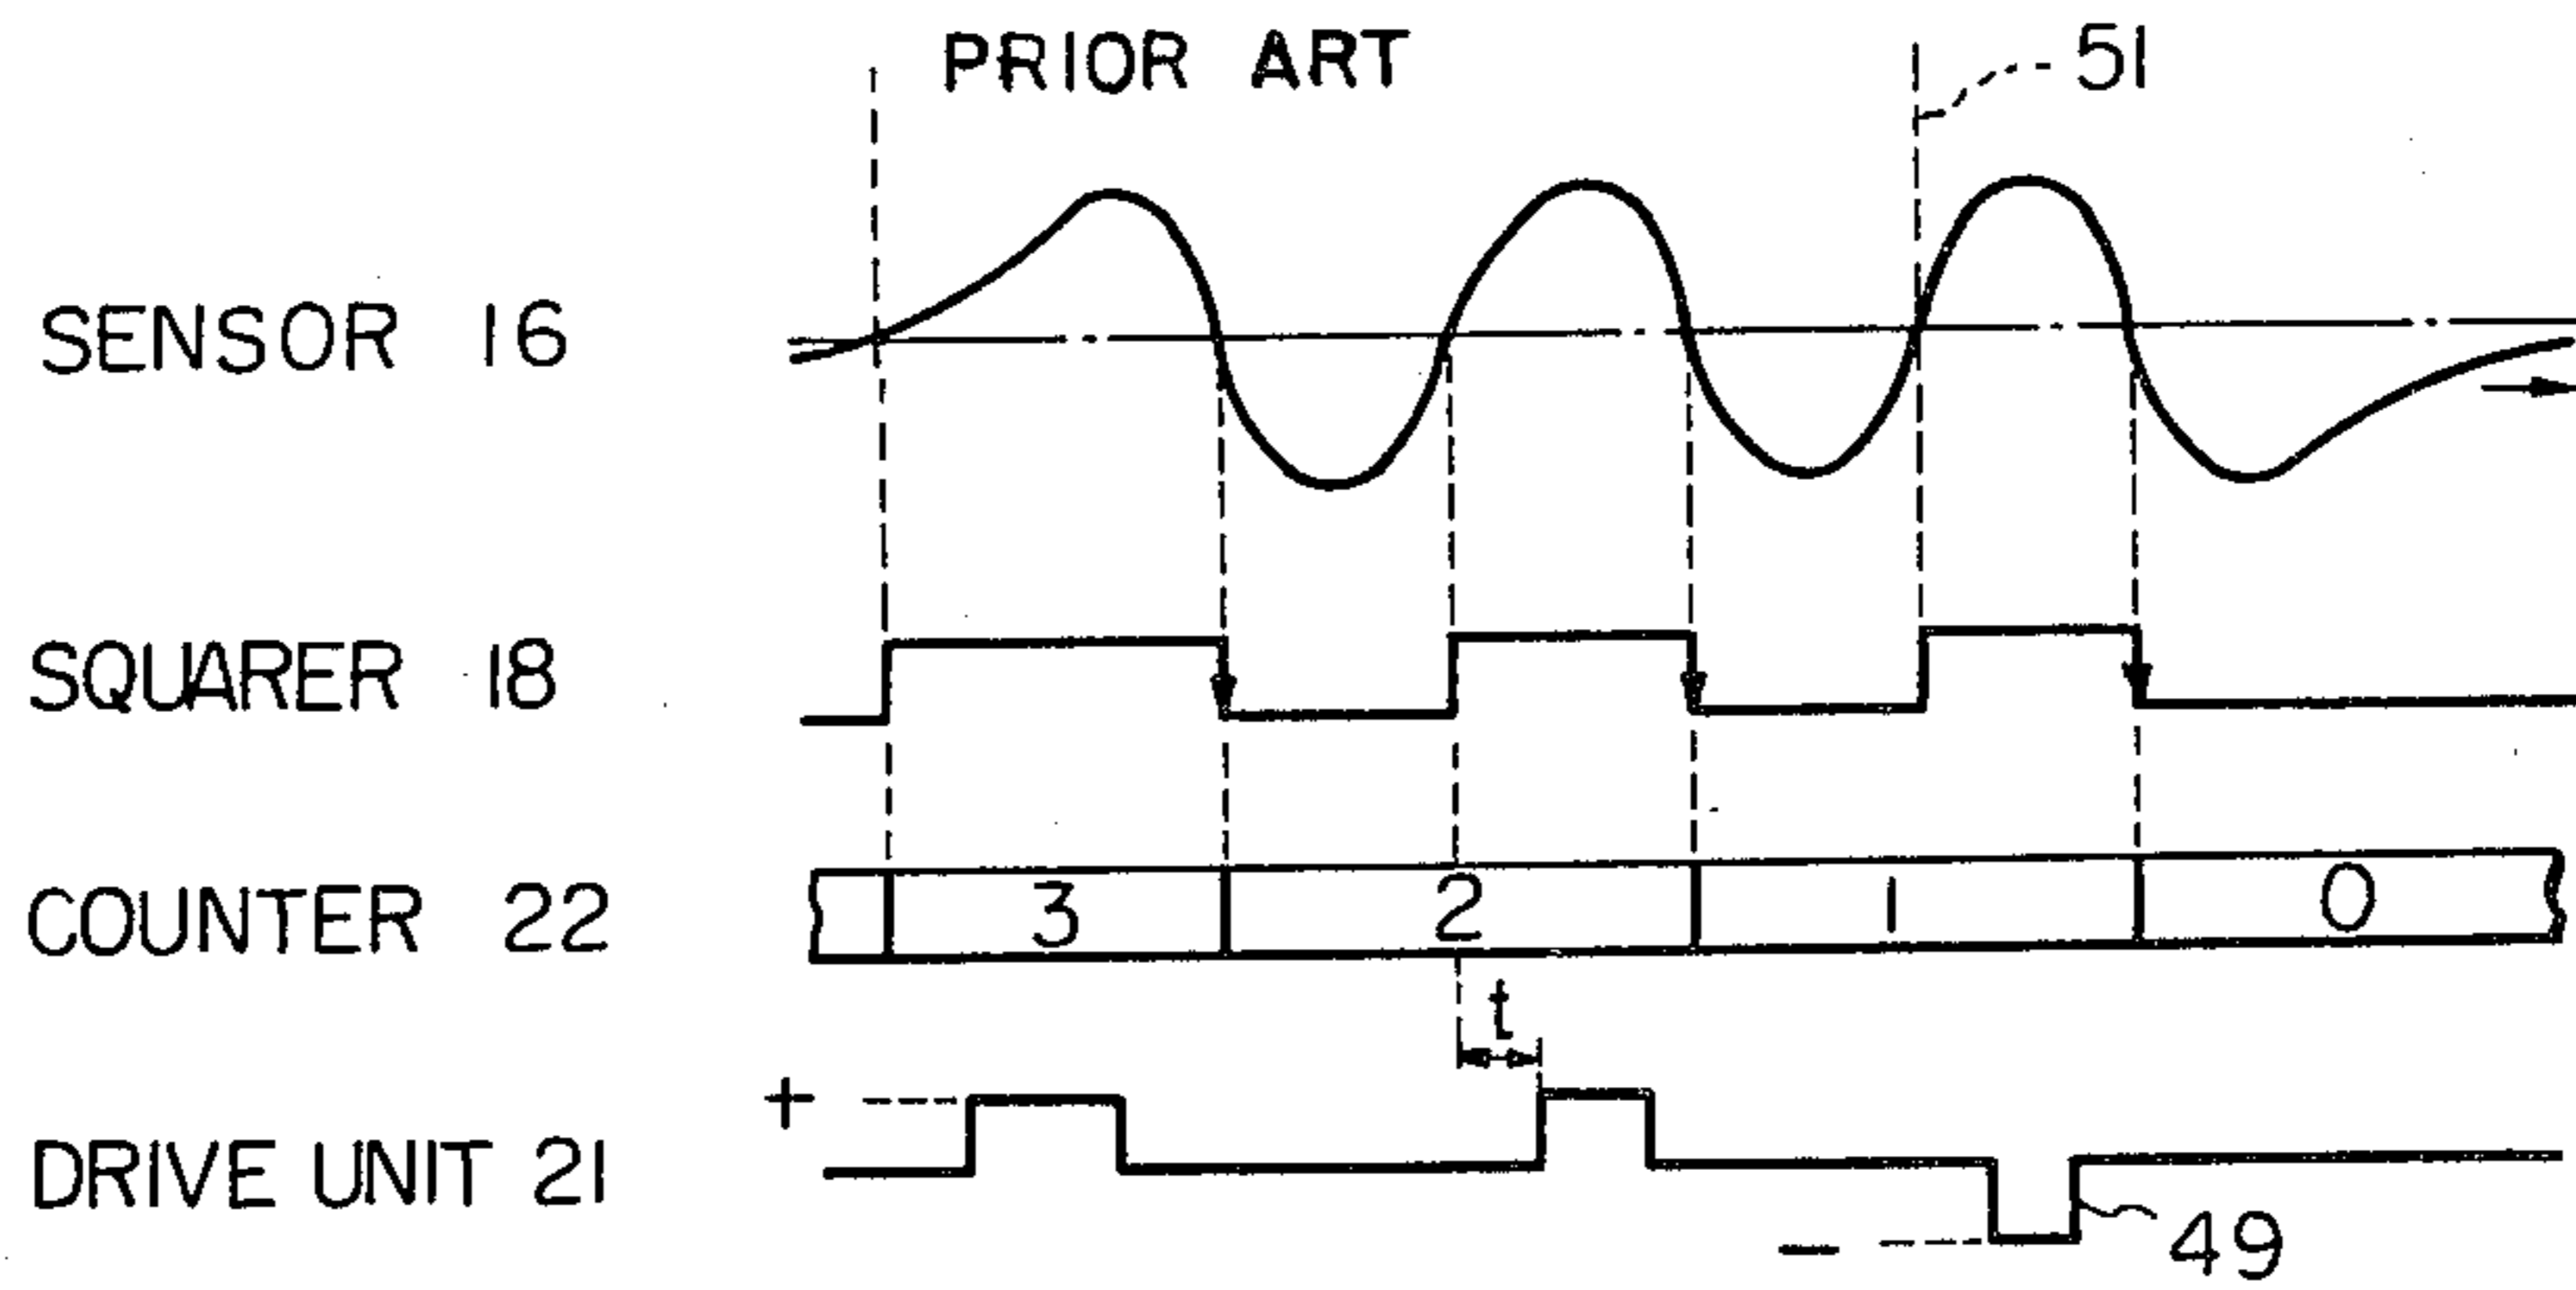 PRIOR ART
51
SENSOR 16
SQUARER 18
COUNTER 22
3 2 1 0
t
+
DRIVE UNIT 21
−
49